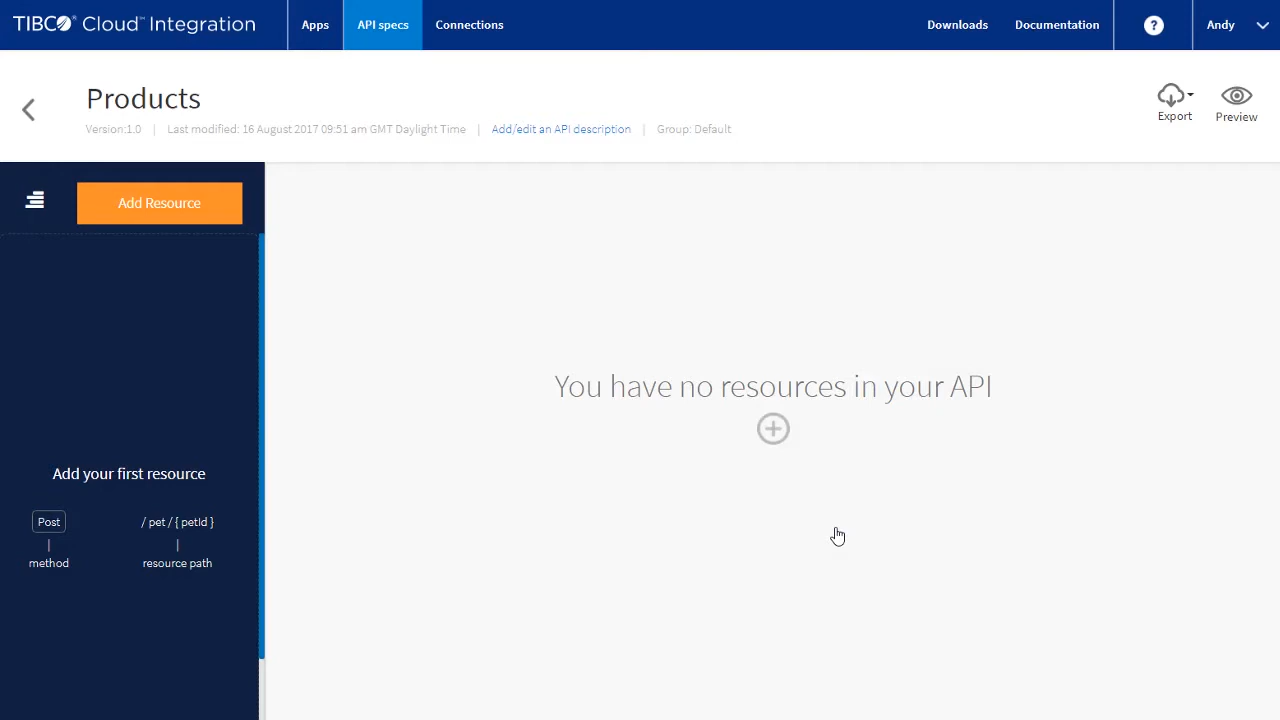 TIBCO Cloud™ Integration
Apps
API specs
Connections
Downloads
Documentation
?
Andy
Products
Version:1.0 | Last modified: 16 August 2017 09:51 am GMT Daylight Time | Add/edit an API description | Group: Default
Export
Preview
Add Resource
You have no resources in your API
Add your first resource
Post / pet / { petId }
method resource path